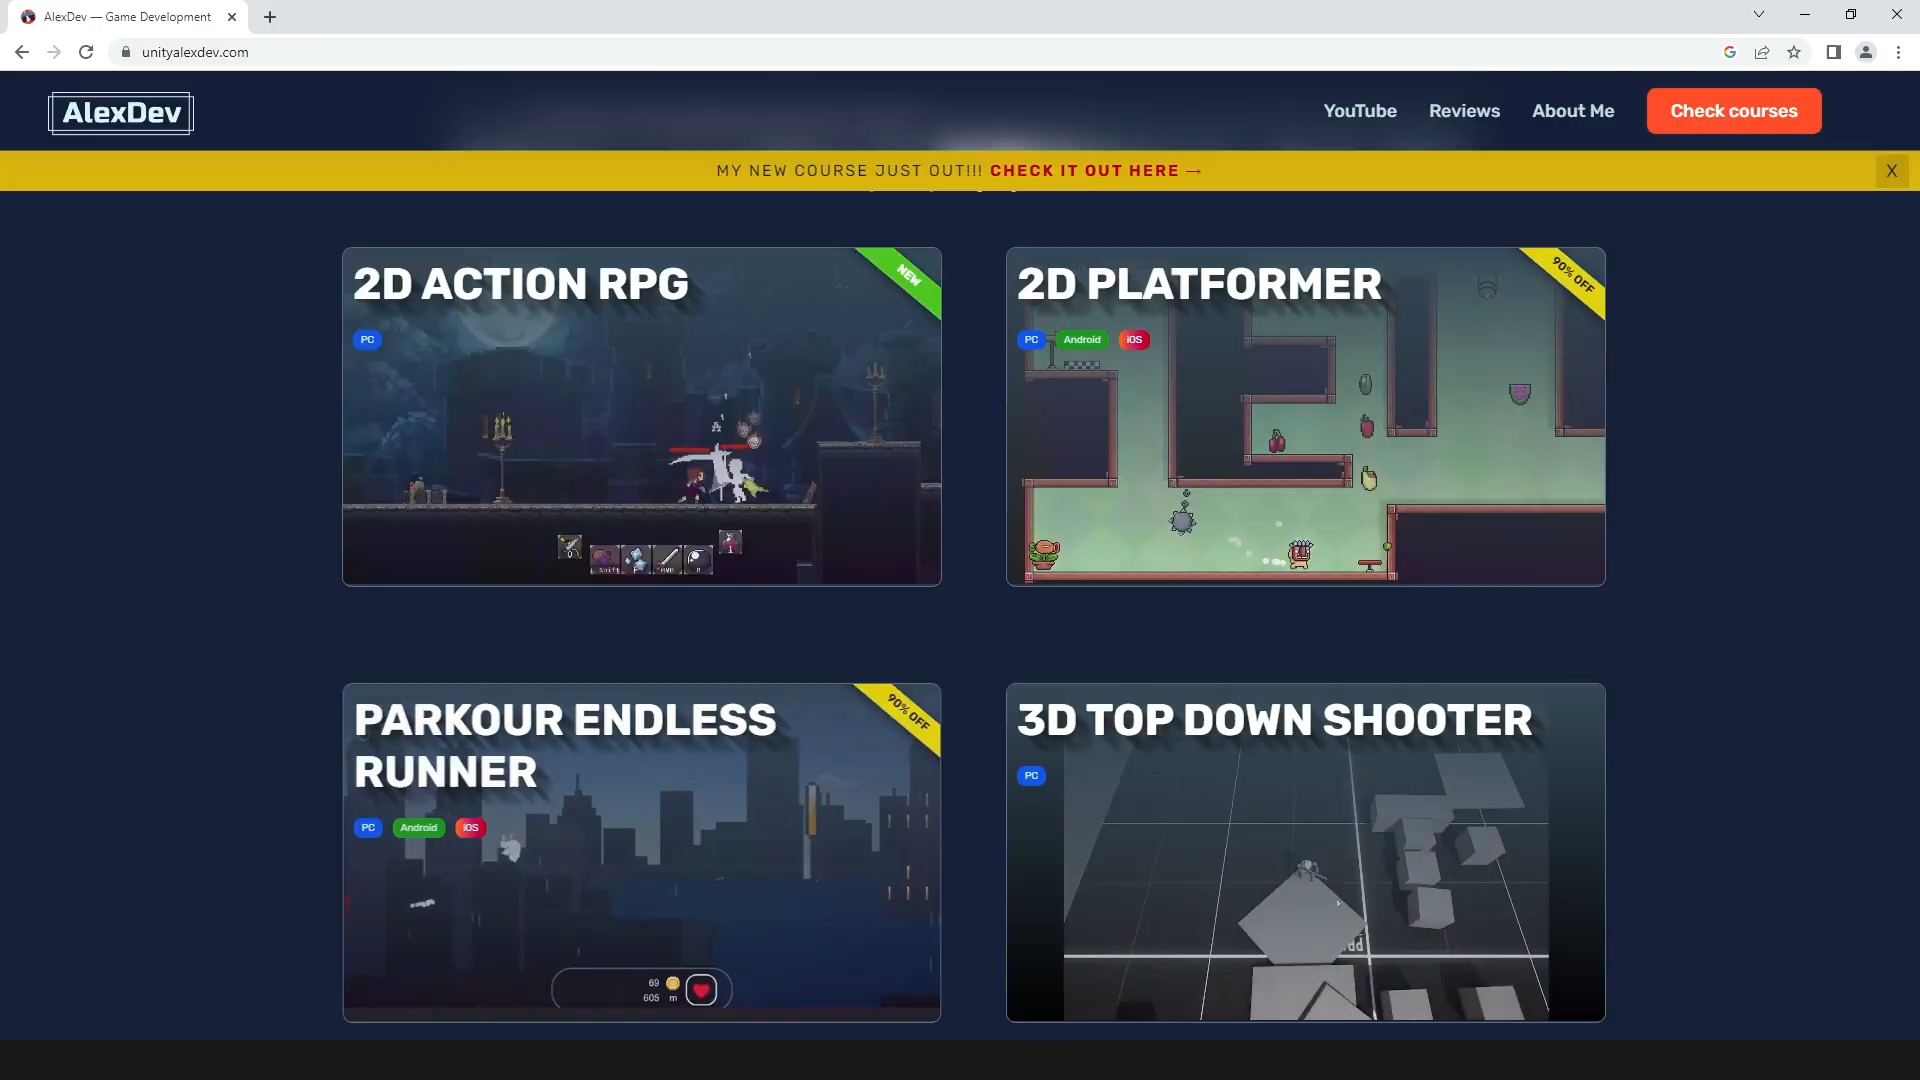 AlexDev — Game Development
unityalexdev.com
AlexDev
YouTube
Reviews
About Me
Check courses
MY NEW COURSE JUST OUT!!! CHECK IT OUT HERE →
X
2D ACTION RPG
NEW
PC
2D PLATFORMER
90% OFF
PC
Android
iOS
PARKOUR ENDLESS
RUNNER
90% OFF
PC
Android
iOS
69
605 m
3D TOP DOWN SHOOTER
PC